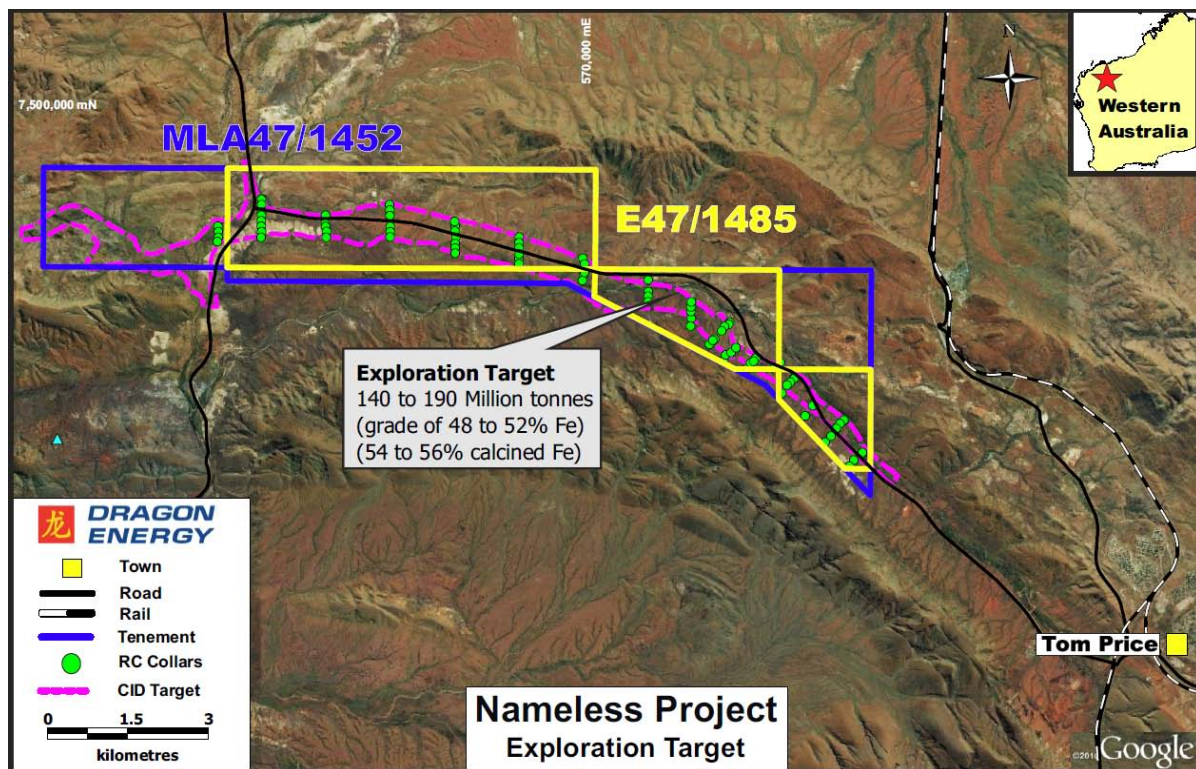 570,000 mE
N
7,500,000 mN
Western
Australia
MLA47/1452
E47/1485
Exploration Target
140 to 190 Million tonnes
(grade of 48 to 52% Fe)
(54 to 56% calcined Fe)
龙 DRAGON
ENERGY
Town
Road
Rail
Tenement
RC Collars
CID Target
0 1.5 3
kilometres
Tom Price
Nameless Project
Exploration Target
Google